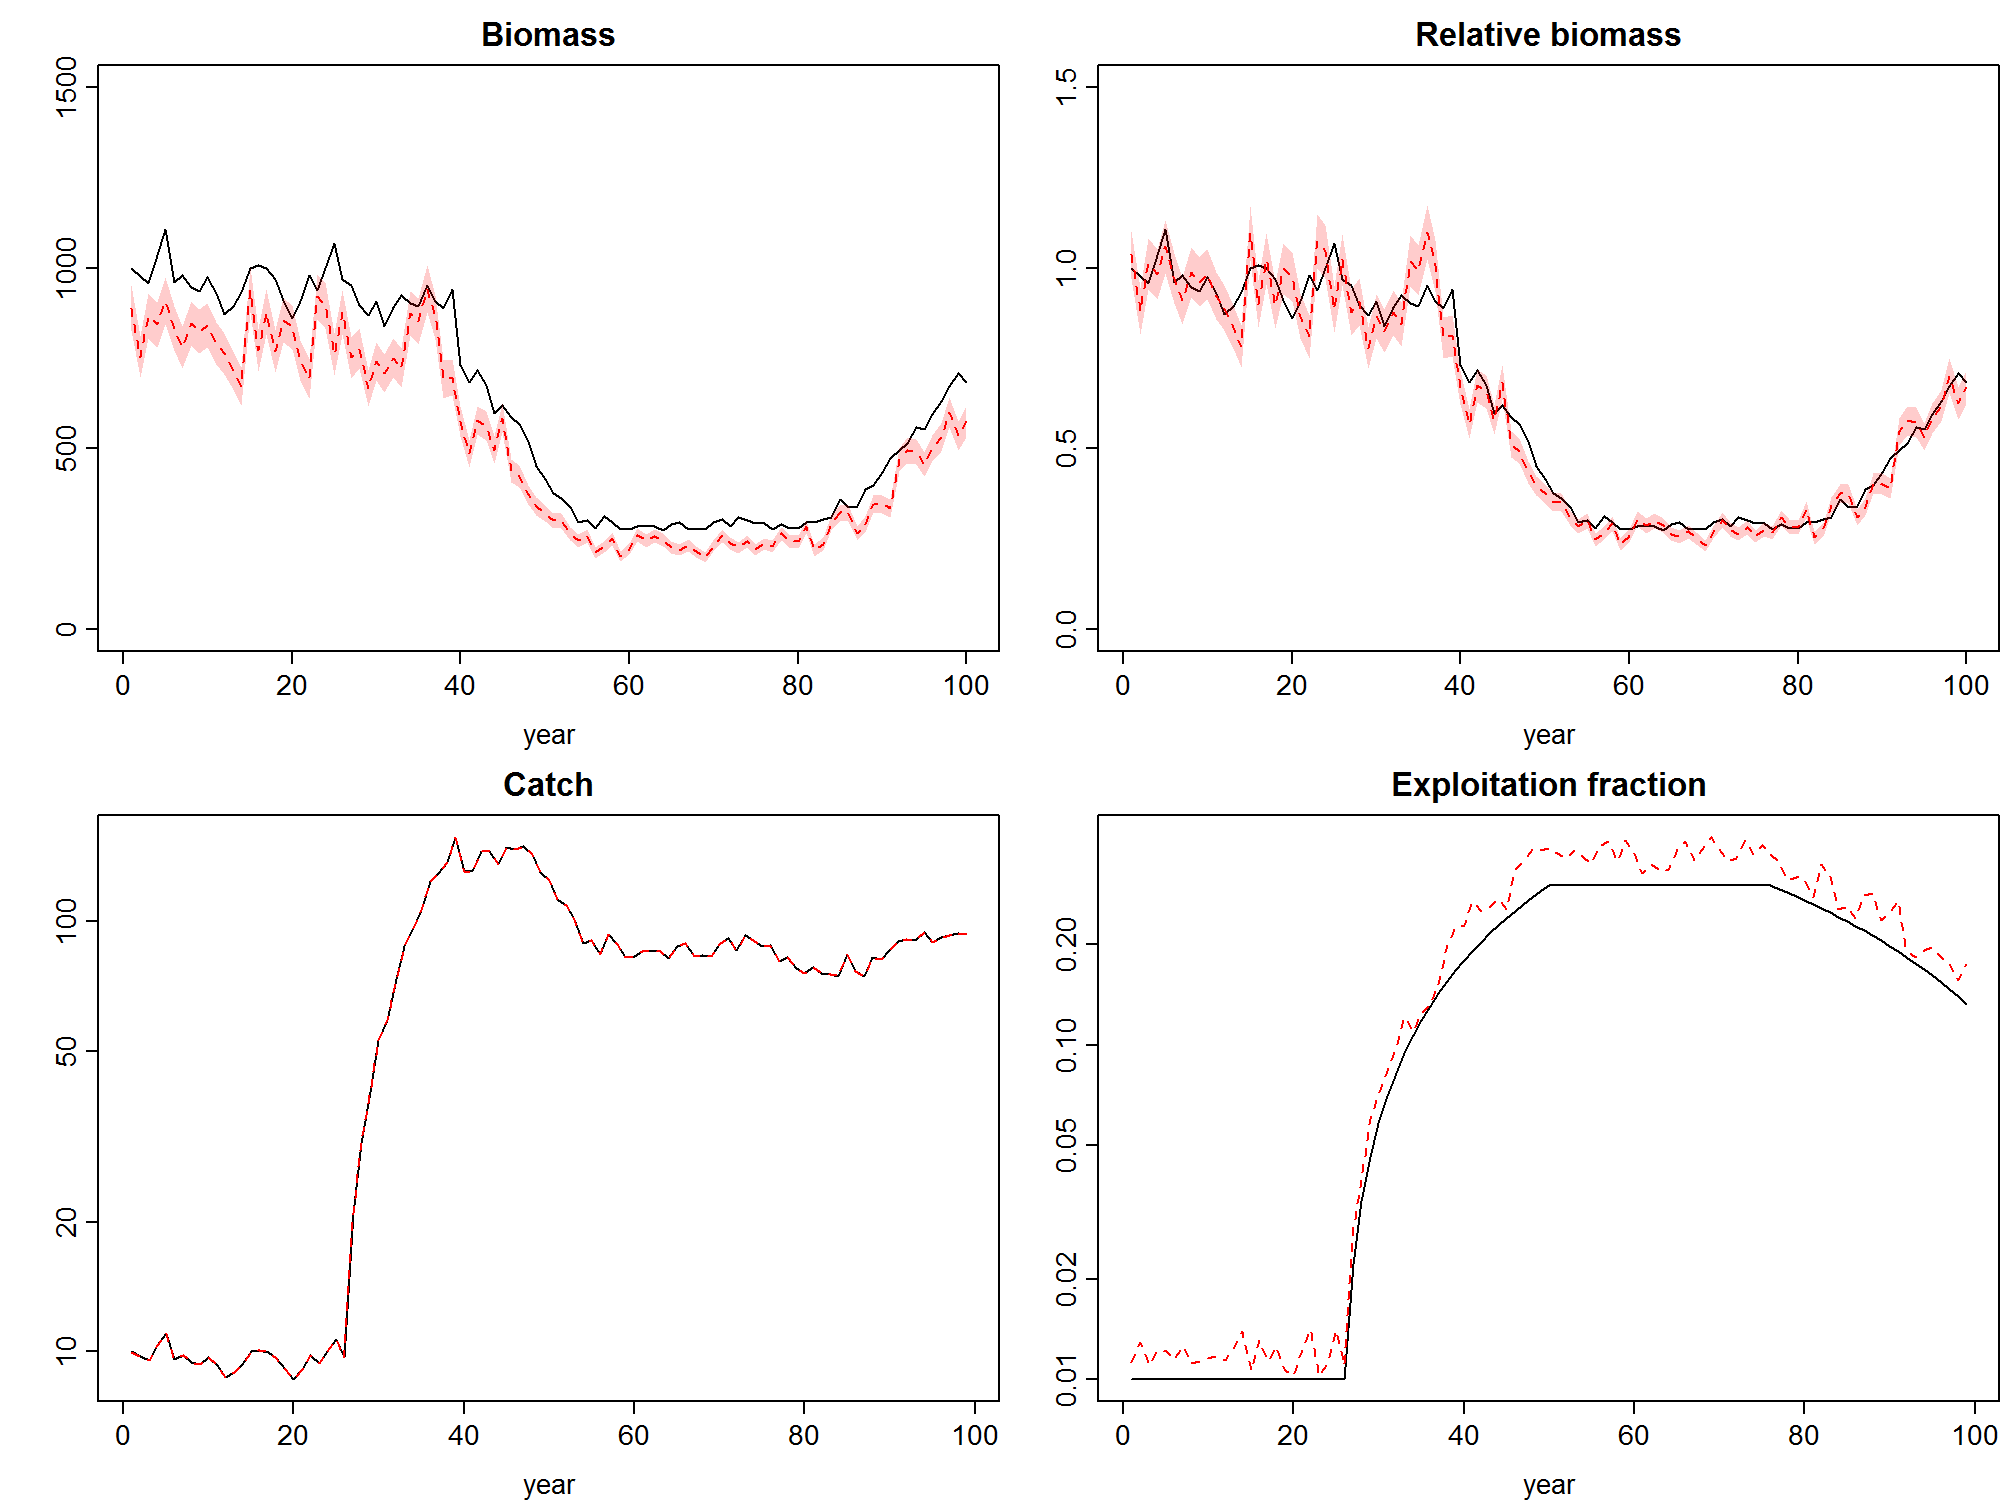 Biomass
1500
1000
500
0
0 20 40 60 80 100
year
Relative biomass
1.5
1.0
0.5
0.0
0 20 40 60 80 100
year
Catch
100
50
20
10
0 20 40 60 80 100
year
Exploitation fraction
0.20
0.10
0.05
0.02
0.01
0 20 40 60 80 100
year